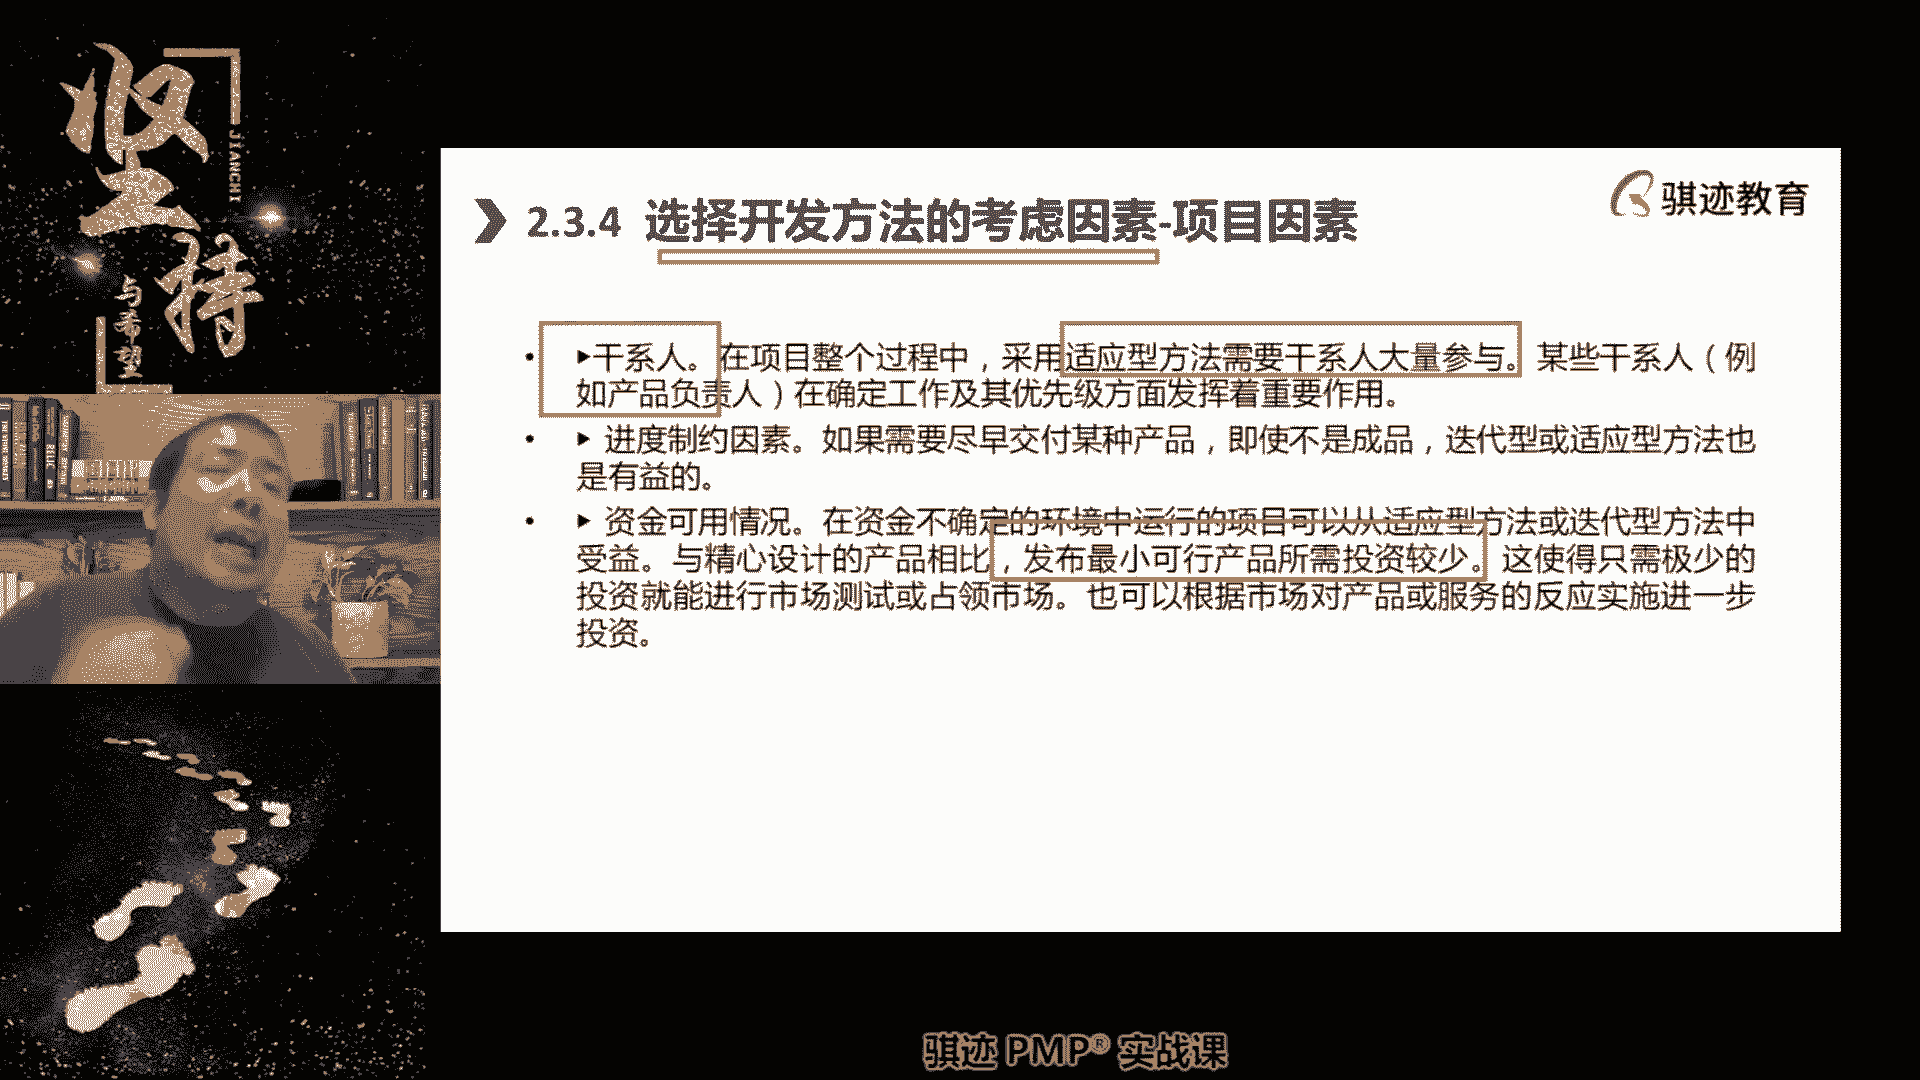 坚
持
JIANCHI
与希望
骐迹教育
2.3.4 选择开发方法的考虑因素-项目因素
• ▶干系人。在项目整个过程中，采用适应型方法需要干系人大量参与。某些干系人（例
如产品负责人）在确定工作及其优先级方面发挥着重要作用。
• ▶ 进度制约因素。如果需要尽早交付某种产品，即使不是成品，迭代型或适应型方法也
是有益的。
• ▶ 资金可用情况。在资金不确定的环境中运行的项目可以从适应型方法或迭代型方法中
受益。与精心设计的产品相比，发布最小可行产品所需投资较少。这使得只需极少的
投资就能进行市场测试或占领市场。也可以根据市场对产品或服务的反应实施进一步
投资。
骐迹 PMP® 实战课